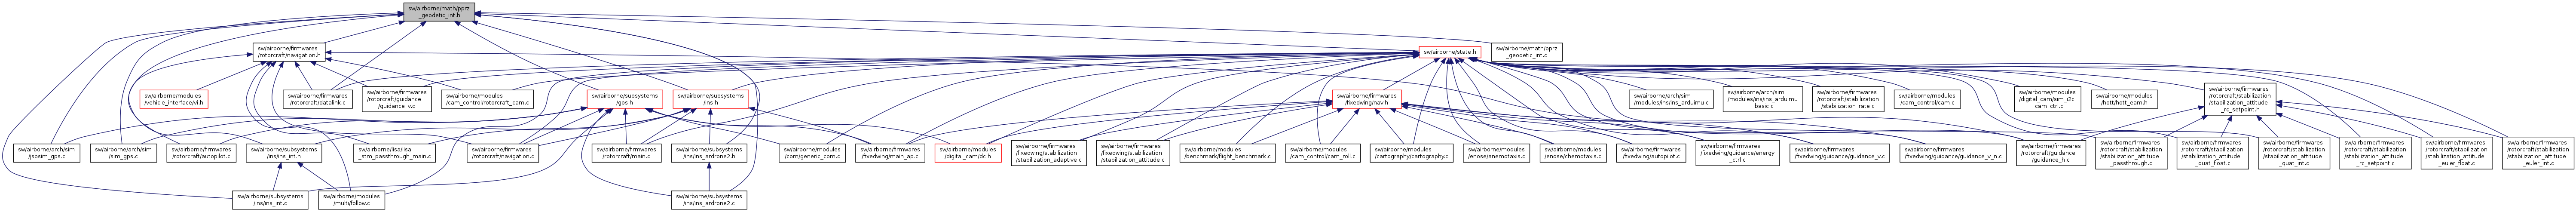 sw/airborne/math/pprz
_geodetic_int.h
sw/airborne/firmwares
/rotorcraft/navigation.h
sw/airborne/state.h
sw/airborne/math/pprz
_geodetic_int.c
sw/airborne/modules
/vehicle_interface/vi.h
sw/airborne/firmwares
/rotorcraft/datalink.c
sw/airborne/firmwares
/rotorcraft/guidance
/guidance_v.c
sw/airborne/modules
/cam_control/rotorcraft_cam.c
sw/airborne/subsystems
/gps.h
sw/airborne/subsystems
/ins.h
sw/airborne/firmwares
/fixedwing/nav.h
sw/airborne/arch/sim
/modules/ins/ins_arduimu.c
sw/airborne/arch/sim
/modules/ins/ins_arduimu
_basic.c
sw/airborne/firmwares
/rotorcraft/stabilization
/stabilization_rate.c
sw/airborne/modules
/cam_control/cam.c
sw/airborne/modules
/digital_cam/sim_i2c
_cam_ctrl.c
sw/airborne/modules
/hott/hott_eam.h
sw/airborne/firmwares
/rotorcraft/stabilization
/stabilization_attitude
_rc_setpoint.h
sw/airborne/arch/sim
/jsbsim_gps.c
sw/airborne/arch/sim
/sim_gps.c
sw/airborne/firmwares
/rotorcraft/autopilot.c
sw/airborne/subsystems
/ins/ins_int.h
sw/airborne/lisa/lisa
_stm_passthrough_main.c
sw/airborne/firmwares
/rotorcraft/navigation.c
sw/airborne/firmwares
/rotorcraft/main.c
sw/airborne/subsystems
/ins/ins_ardrone2.h
sw/airborne/modules
/com/generic_com.c
sw/airborne/firmwares
/fixedwing/main_ap.c
sw/airborne/modules
/digital_cam/dc.h
sw/airborne/firmwares
/fixedwing/stabilization
/stabilization_adaptive.c
sw/airborne/firmwares
/fixedwing/stabilization
/stabilization_attitude.c
sw/airborne/modules
/benchmark/flight_benchmark.c
sw/airborne/modules
/cam_control/cam_roll.c
sw/airborne/modules
/cartography/cartography.c
sw/airborne/modules
/enose/anemotaxis.c
sw/airborne/modules
/enose/chemotaxis.c
sw/airborne/firmwares
/fixedwing/autopilot.c
sw/airborne/firmwares
/fixedwing/guidance/energy
_ctrl.c
sw/airborne/firmwares
/fixedwing/guidance/guidance_v.c
sw/airborne/firmwares
/fixedwing/guidance/guidance_v_n.c
sw/airborne/firmwares
/rotorcraft/guidance
/guidance_h.c
sw/airborne/firmwares
/rotorcraft/stabilization
/stabilization_attitude
_passthrough.c
sw/airborne/firmwares
/rotorcraft/stabilization
/stabilization_attitude
_quat_float.c
sw/airborne/firmwares
/rotorcraft/stabilization
/stabilization_attitude
_quat_int.c
sw/airborne/firmwares
/rotorcraft/stabilization
/stabilization_attitude
_rc_setpoint.c
sw/airborne/firmwares
/rotorcraft/stabilization
/stabilization_attitude
_euler_float.c
sw/airborne/firmwares
/rotorcraft/stabilization
/stabilization_attitude
_euler_int.c
sw/airborne/subsystems
/ins/ins_int.c
sw/airborne/modules
/multi/follow.c
sw/airborne/subsystems
/ins/ins_ardrone2.c